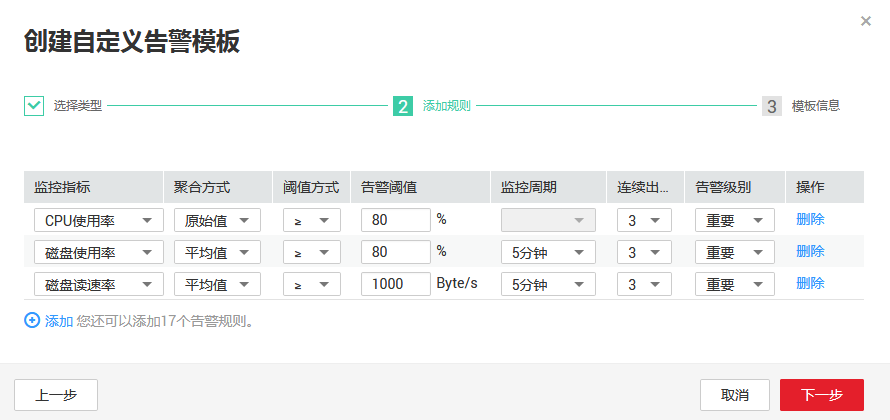 创建自定义告警模板
×
选择类型 2 添加规则 3 模板信息
监控指标 聚合方式 阈值方式 告警阈值 监控周期 连续出... 告警级别 操作
CPU使用率 原始值 ≥ 80 % 3 重要 删除
磁盘使用率 平均值 ≥ 80 % 5分钟 3 重要 删除
磁盘读速率 平均值 ≥ 1000 Byte/s 5分钟 3 重要 删除
添加 您还可以添加17个告警规则。
上一步 取消 下一步